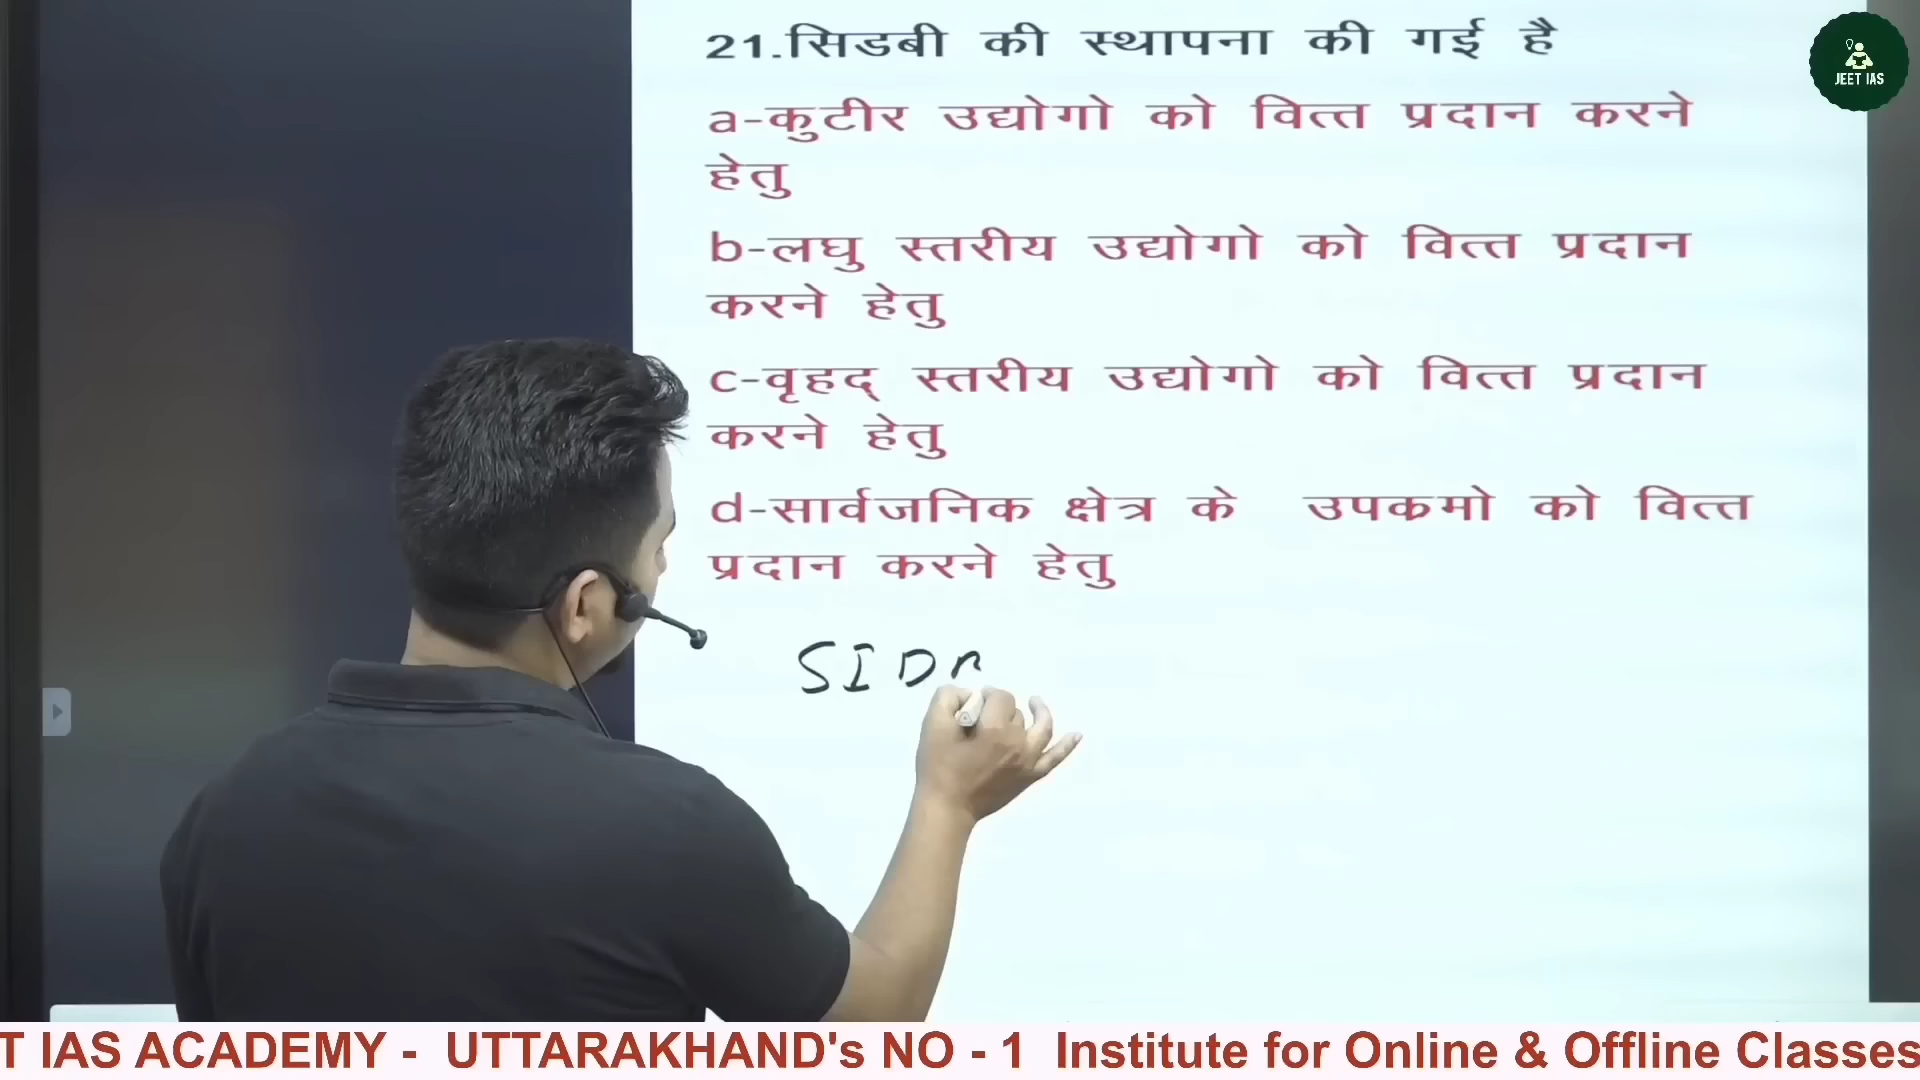 21.सिडबी की स्थापना की गई है
a-कुटीर उद्योगो को वित्त प्रदान करने
हेतु
b-लघु स्तरीय उद्योगो को वित्त प्रदान
करने हेतु
c-वृहद् स्तरीय उद्योगो को वित्त प्रदान
करने हेतु
d-सार्वजनिक क्षेत्र के उपकमो को वित्त
प्रदान करने हेतु
JEET IAS
T IAS ACADEMY - UTTARAKHAND's NO - 1 Institute for Online & Offline Classes